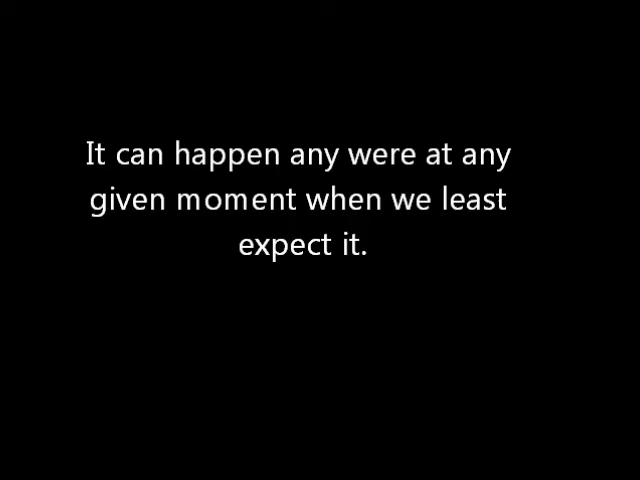 It can happen any were at any
given moment when we least
expect it.